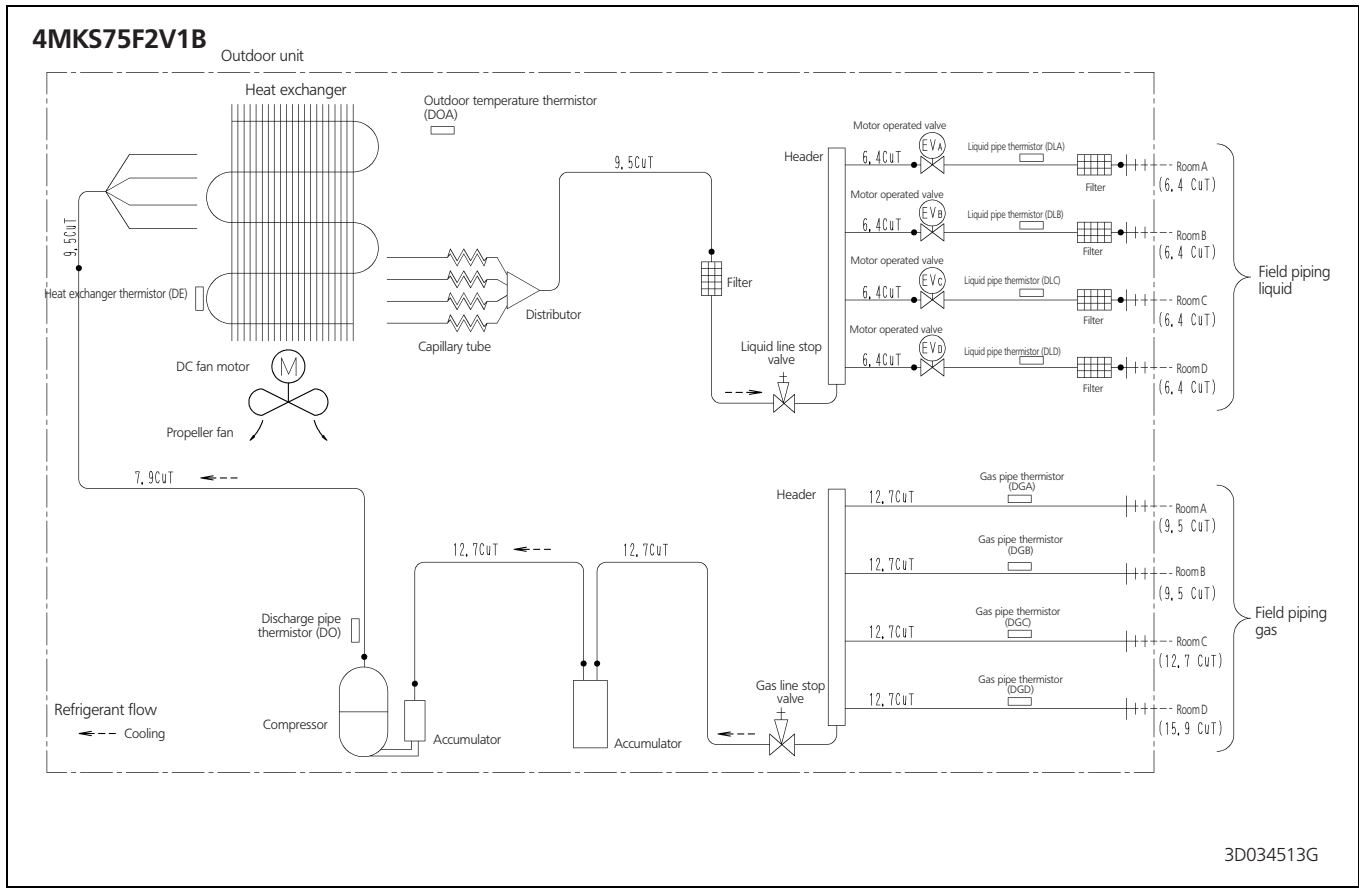 4MKS75F2V1B
Outdoor unit
Heat exchanger
Outdoor temperature thermistor
(DOA)
9.5CuT
Heat exchanger thermistor (DE)
DC fan motor
M
Propeller fan
Capillary tube
Distributor
9.5CuT
Filter
Liquid line stop
valve
Header
Motor operated valve
6.4CuT
EVA
Liquid pipe thermistor (DLA)
Filter
Room A
(6.4 CuT)
Motor operated valve
6.4CuT
EVB
Liquid pipe thermistor (DLB)
Filter
Room B
(6.4 CuT)
Motor operated valve
6.4CuT
EVC
Liquid pipe thermistor (DLC)
Filter
Room C
(6.4 CuT)
Motor operated valve
6.4CuT
EVD
Liquid pipe thermistor (DLD)
Filter
Room D
(6.4 CuT)
Field piping
liquid
7.9CuT
Discharge pipe
thermistor (DO)
Compressor
Accumulator
12.7CuT
Accumulator
12.7CuT
Gas line stop
valve
Header
12.7CuT
Gas pipe thermistor
(DGA)
Room A
(9.5 CuT)
12.7CuT
Gas pipe thermistor
(DGB)
Room B
(9.5 CuT)
12.7CuT
Gas pipe thermistor
(DGC)
Room C
(12.7 CuT)
12.7CuT
Gas pipe thermistor
(DGD)
Room D
(15.9 CuT)
Field piping
gas
Refrigerant flow
Cooling
3D034513G